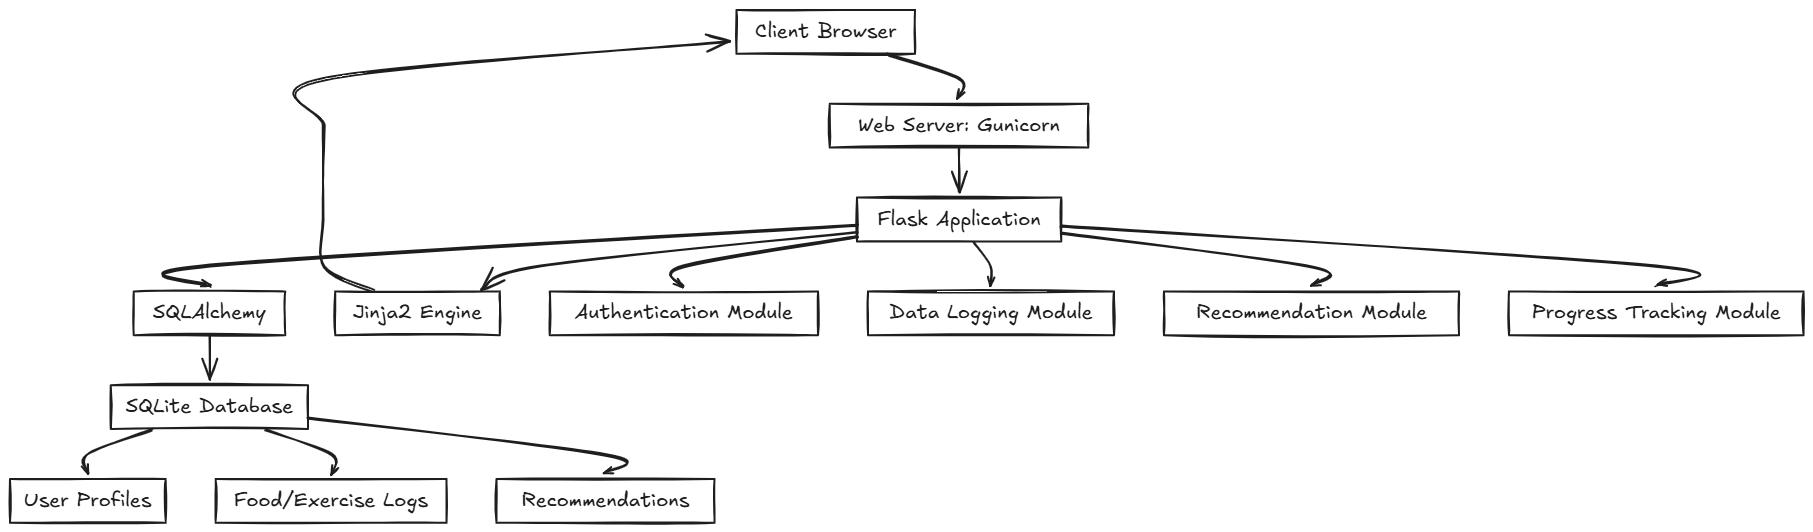 Client Browser
Web Server: Gunicorn
Flask Application
SQLAlchemy
Jinja2 Engine
Authentication Module
Data Logging Module
Recommendation Module
Progress Tracking Module
SQLite Database
User Profiles
Food/Exercise Logs
Recommendations